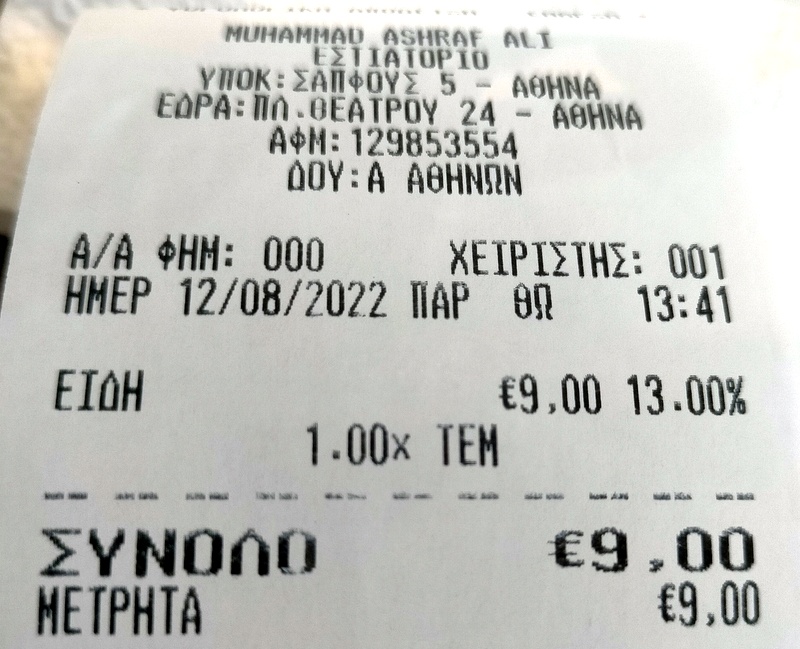 MUHAMMAD ASHRAF ALI
ΕΣΤΙΑΤΟΡΙΟ
ΥΠΟΚ:ΣΑΠΦΟΥΣ 5 - ΑΘΗΝΑ
ΕΔΡΑ:ΠΛ.ΘΕΑΤΡΟΥ 24 - ΑΘΗΝΑ
ΑΦΜ:129853554
ΔΟΥ:Α ΑΘΗΝΩΝ
Α/Α ΦΗΜ: 000 ΧΕΙΡΙΣΤΗΣ: 001
ΗΜΕΡ 12/08/2022 ΠΑΡ ΘΩ 13:41
ΕΙΔΗ €9,00 13.00%
1.00x ΤΕΜ
ΣΥΝΟΛΟ €9,00
ΜΕΤΡΗΤΑ €9,00